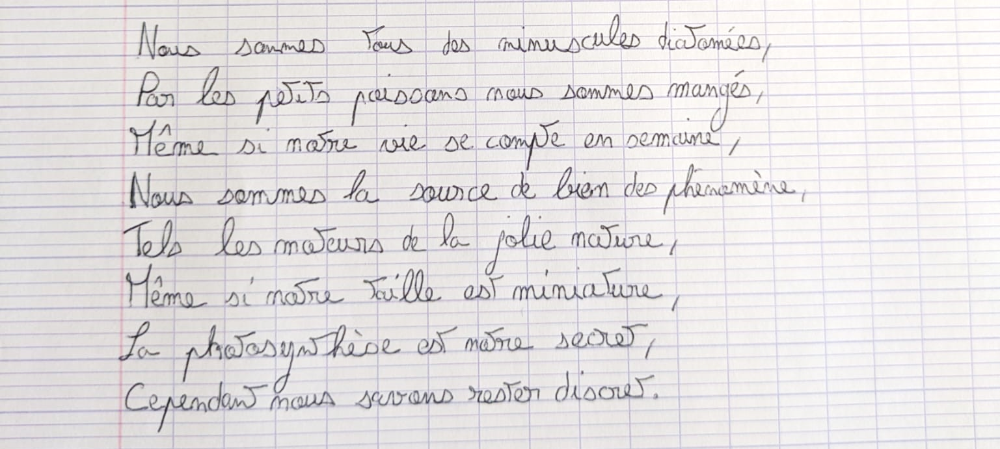 Nous sommes tous des minuscules diatomées,
Par les petits poissons nous sommes mangés,
Même si notre vie se compte en semaine,
Nous sommes la source de bien des phénomène,
Tels les moteurs de la jolie nature,
Même si notre taille est miniature,
La photosynthèse est notre secret,
Cependant nous savons rester discret.